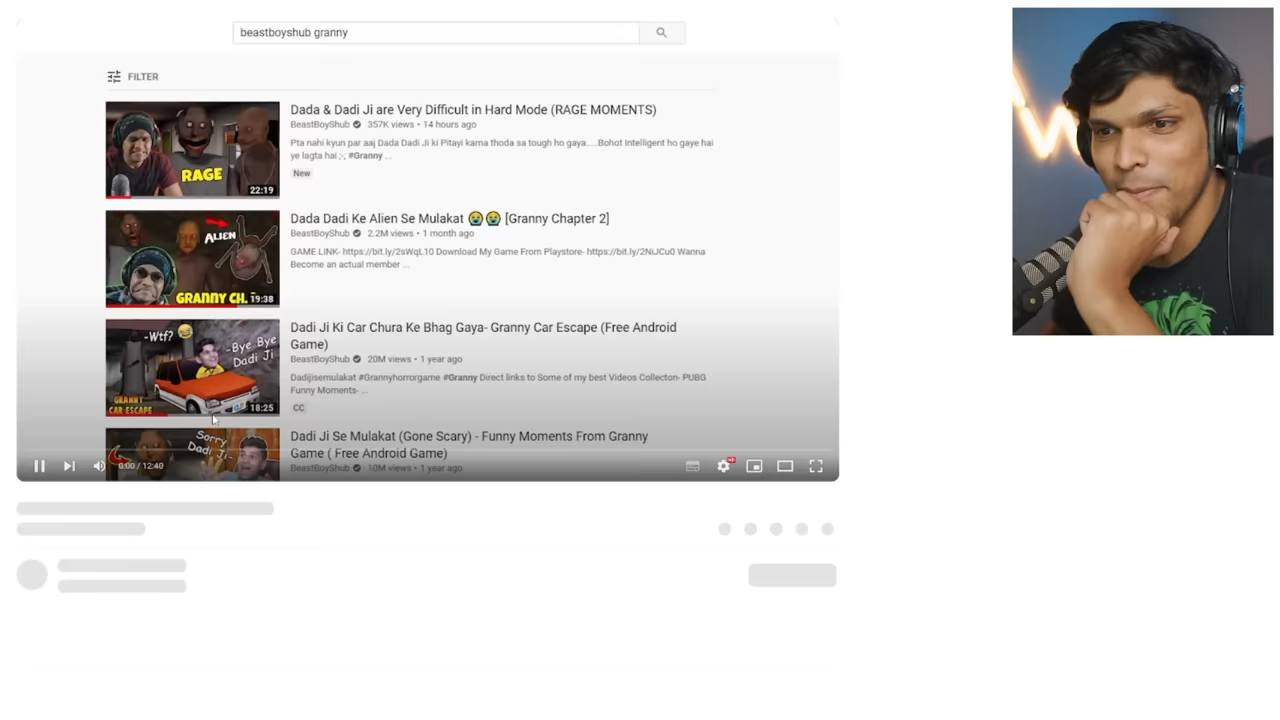 beastboyshub granny
FILTER
Dada & Dadi Ji are Very Difficult in Hard Mode (RAGE MOMENTS)
BeastBoyShub 357K views • 14 hours ago
Pta nahi kyun par aaj Dada Dadi Ji ki Pitayi karna thoda sa tough ho gaya.....Bohot Intelligent ho gaye hai
ye lagta hai ;-; #Granny ...
New
RAGE
22:19
Dada Dadi Ke Alien Se Mulakat 😭😭 [Granny Chapter 2]
BeastBoyShub 2.2M views • 1 month ago
GAME LINK- https://bit.ly/2sWqL10 Download My Game From Playstore- https://bit.ly/2NiJCu0 Wanna
Become an actual member ...
ALIEN
GRANNY CH.
19:38
Dadi Ji Ki Car Chura Ke Bhag Gaya- Granny Car Escape (Free Android
Game)
BeastBoyShub 20M views • 1 year ago
Dadijisemulakat #Grannyhorrorgame #Granny Direct links to Some of my best Videos Collecton- PUBG
Funny Moments- ...
CC
-Wtf?
-Bye Bye
Dadi Ji
GRANNY
CAR ESCAPE
18:25
Dadi Ji Se Mulakat (Gone Scary) - Funny Moments From Granny
Game ( Free Android Game)
BeastBoyShub 10M views • 1 year ago
Sorry
Dadi Ji-
0:00 / 12:40